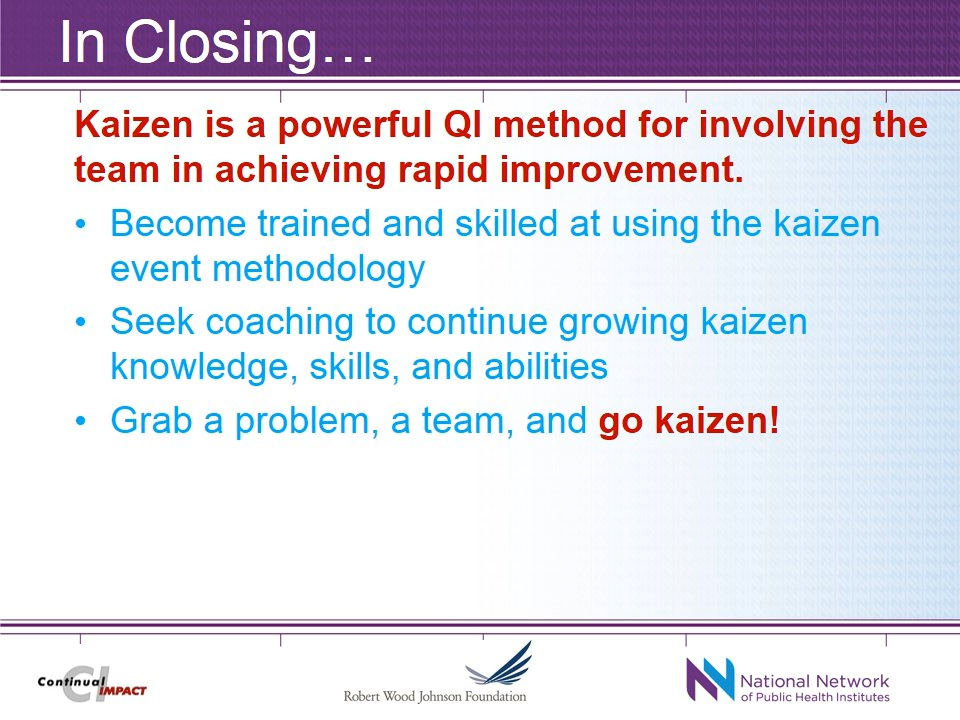 In Closing…
Kaizen is a powerful QI method for involving the
team in achieving rapid improvement.
• Become trained and skilled at using the kaizen
event methodology
• Seek coaching to continue growing kaizen
knowledge, skills, and abilities
• Grab a problem, a team, and go kaizen!
CI
Continual IMPACT
Robert Wood Johnson Foundation
National Network
of Public Health Institutes